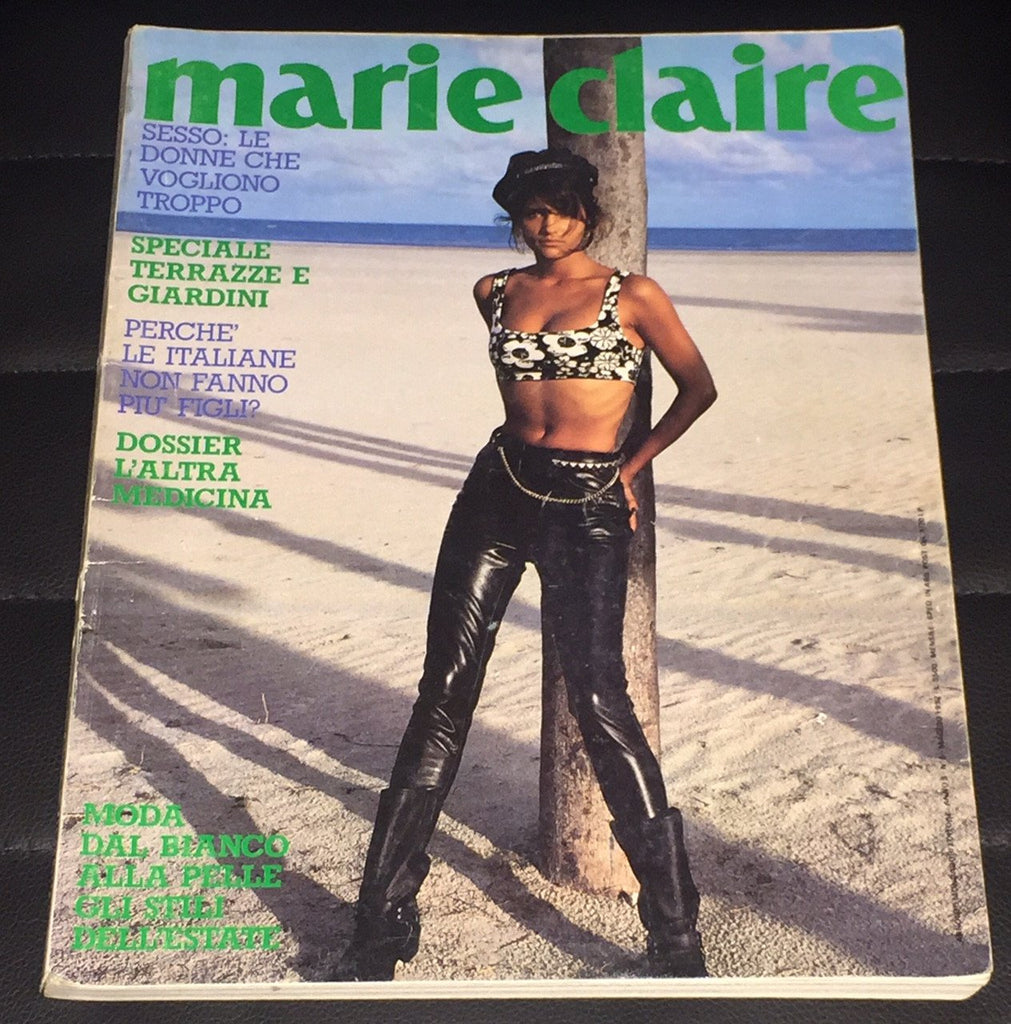 marie claire
SESSO: LE
DONNE CHE
VOGLIONO
TROPPO
SPECIALE
TERRAZZE E
GIARDINI
PERCHE'
LE ITALIANE
NON FANNO
PIU' FIGLI?
DOSSIER
L'ALTRA
MEDICINA
MODA
DAL BIANCO
ALLA PELLE
GLI STILI
DELL'ESTATE